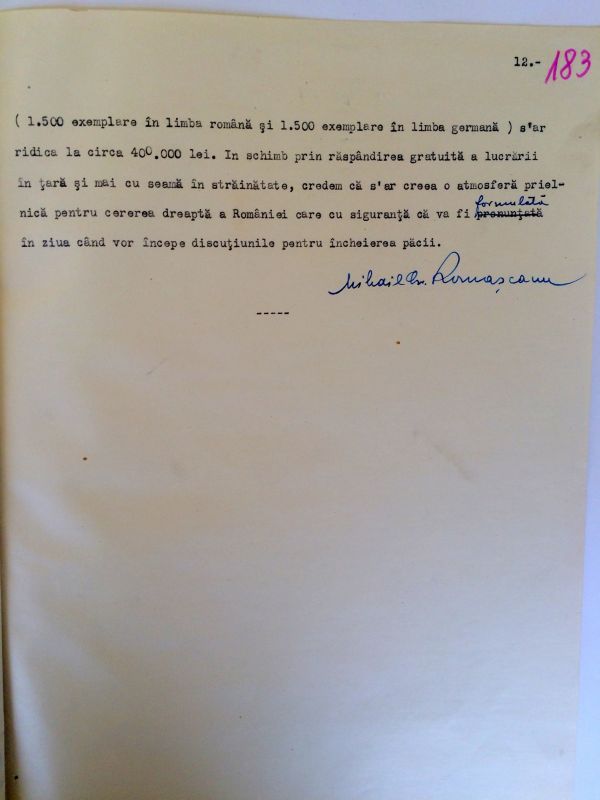 12.- 183
( 1.500 exemplare în limba română şi 1.500 exemplare în limba germană ) s'ar
ridica la circa 400.000 lei. In schimb prin răspândirea gratuită a lucrării
în ţară şi mai cu seamă în străinătate, credem că s'ar creea o atmosferă priel-
nică pentru cererea dreaptă a României care cu siguranţă că va fi pronunţată
formulată
în ziua când vor începe discuţiunile pentru încheierea păcii.
Mihail Gr. Romaşcanu
-----